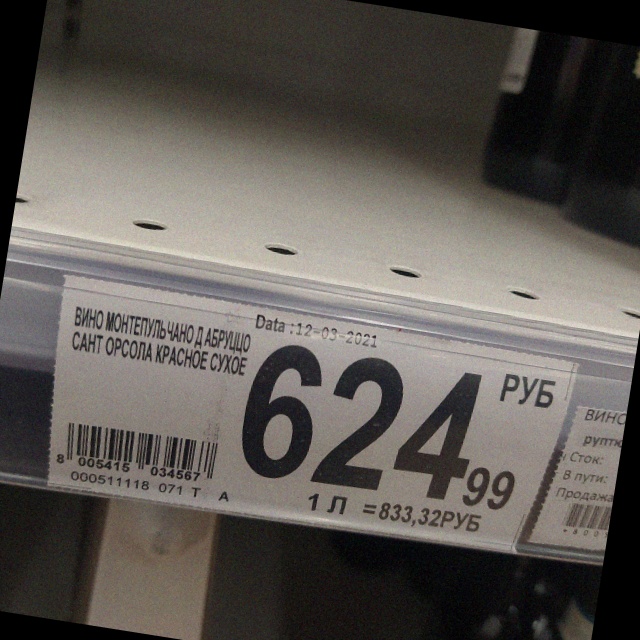 ВИНО МОНТЕПУЛЬЧАНО Д АБРУЦЦО
САНТ ОРСОЛА КРАСНОЕ СУХОЕ
Data :12-03-2021
624 99
РУБ
8 005415 034567
000511118 071 Т А
1 Л =833,32РУБ
ВИНО
Сток:
В пути:
Продажа